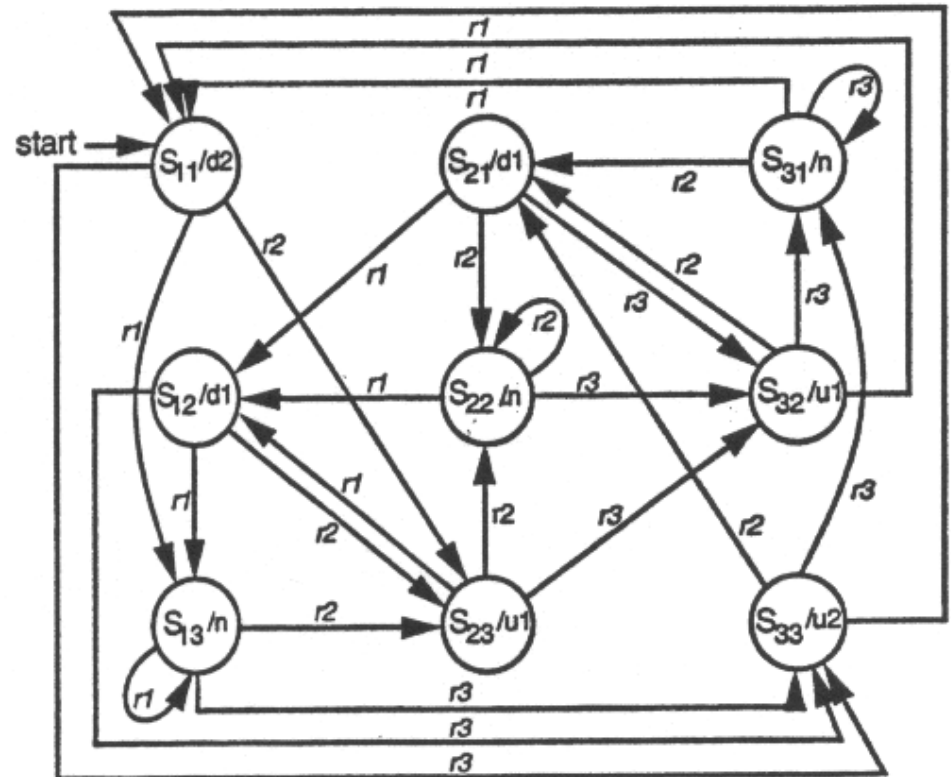 r1
r1
r1
r3
start
S11/d2
S21/d1
S31/n
r2
r2
r1
r2
r2
r3
r3
r1
r2
S12/d1
r1
S22/n
r3
S32/u1
r1
r1
r2
r2
r3
r2
r3
S13/n
r2
S23/u1
S33/u2
r1
r3
r3
r3